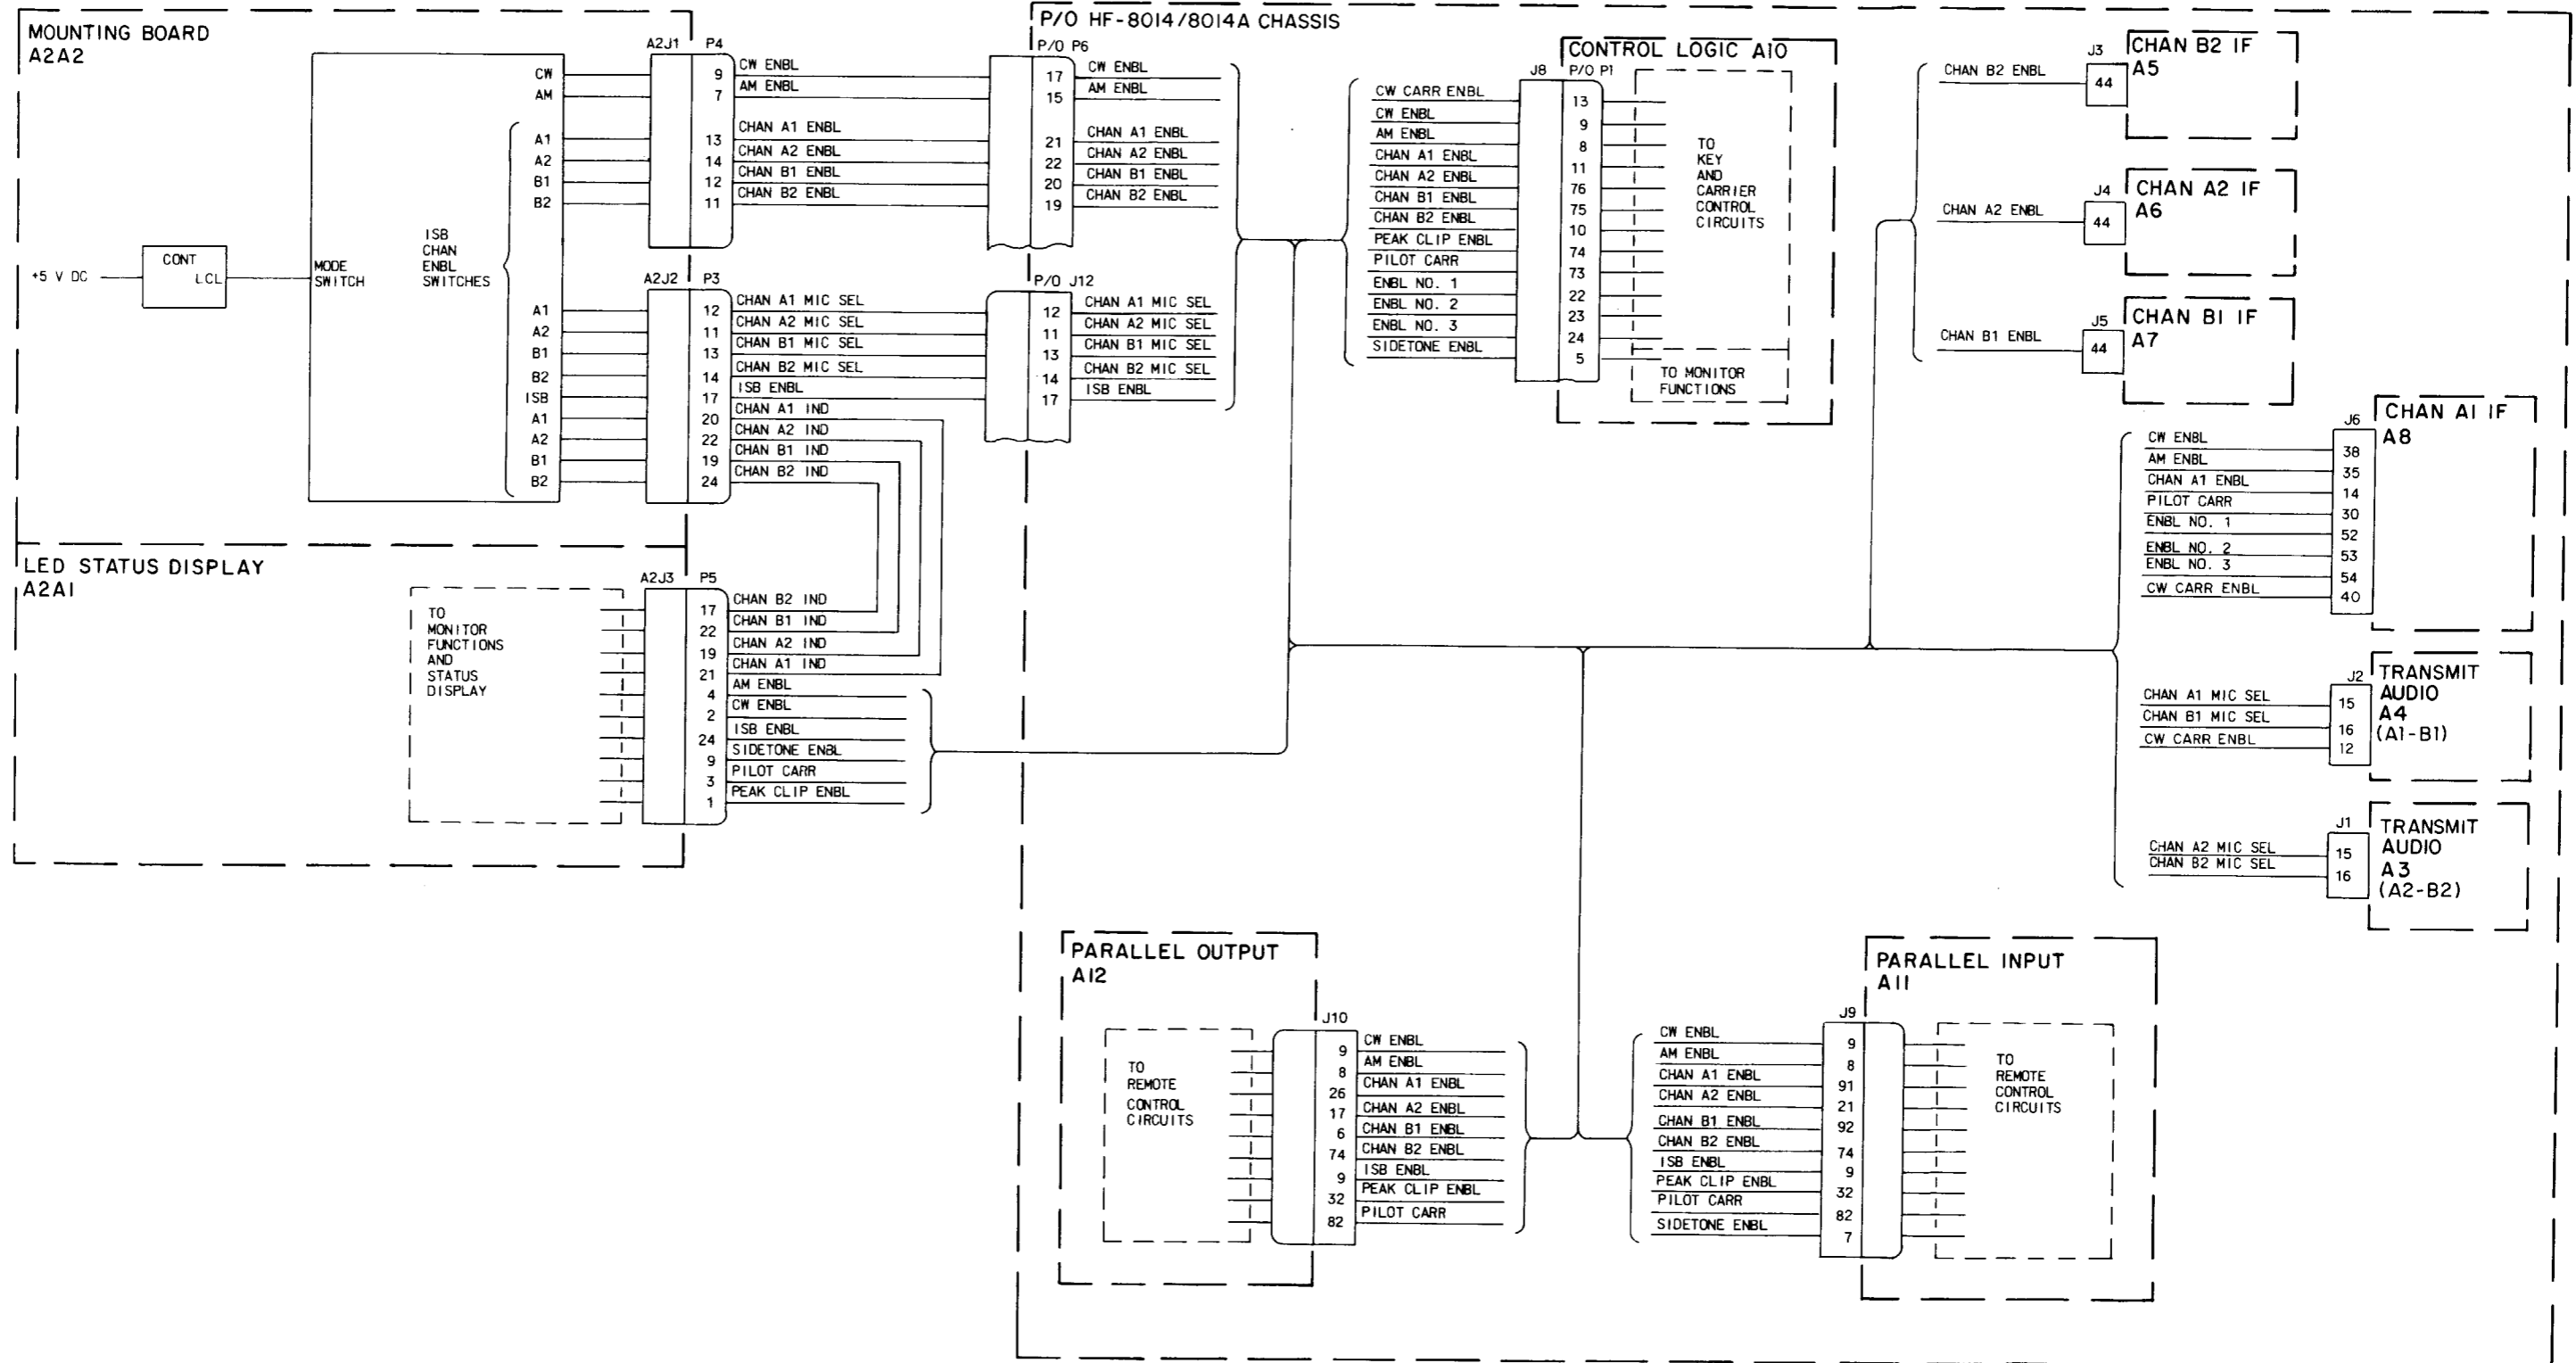 MOUNTING BOARD
A2A2
+5 V DC
CONT
LCL
MODE
SWITCH
ISB
CHAN
ENBL
SWITCHES
CW
AM
A1
A2
B1
B2
A1
A2
B1
B2
ISB
A1
A2
B1
B2
A2J1 P4
9 CW ENBL
7 AM ENBL
13 CHAN A1 ENBL
14 CHAN A2 ENBL
12 CHAN B1 ENBL
11 CHAN B2 ENBL
A2J2 P3
12 CHAN A1 MIC SEL
11 CHAN A2 MIC SEL
13 CHAN B1 MIC SEL
14 CHAN B2 MIC SEL
17 ISB ENBL
20 CHAN A1 IND
22 CHAN A2 IND
19 CHAN B1 IND
24 CHAN B2 IND
LED STATUS DISPLAY
A2A1
TO
MONITOR
FUNCTIONS
AND
STATUS
DISPLAY
A2J3 P5
17 CHAN B2 IND
22 CHAN B1 IND
19 CHAN A2 IND
21 CHAN A1 IND
4 AM ENBL
2 CW ENBL
24 ISB ENBL
9 SIDETONE ENBL
3 PILOT CARR
1 PEAK CLIP ENBL
P/O HF-8014/8014A CHASSIS
P/O P6
17 CW ENBL
15 AM ENBL
21 CHAN A1 ENBL
22 CHAN A2 ENBL
20 CHAN B1 ENBL
19 CHAN B2 ENBL
P/O J12
12 CHAN A1 MIC SEL
11 CHAN A2 MIC SEL
13 CHAN B1 MIC SEL
14 CHAN B2 MIC SEL
17 ISB ENBL
CONTROL LOGIC A10
J8 P/O P1
CW CARR ENBL 13
CW ENBL 9
AM ENBL 8
CHAN A1 ENBL 11
CHAN A2 ENBL 76
CHAN B1 ENBL 75
CHAN B2 ENBL 10
PEAK CLIP ENBL 74
PILOT CARR 73
ENBL NO. 1 22
ENBL NO. 2 23
ENBL NO. 3 24
SIDETONE ENBL 5
TO
KEY
AND
CARRIER
CONTROL
CIRCUITS
TO MONITOR
FUNCTIONS
CHAN B2 ENBL
J3
44
CHAN B2 IF
A5
CHAN A2 ENBL
J4
44
CHAN A2 IF
A6
CHAN B1 ENBL
J5
44
CHAN B1 IF
A7
J6
CHAN A1 IF
A8
CW ENBL 38
AM ENBL 35
CHAN A1 ENBL 14
PILOT CARR 30
ENBL NO. 1 52
ENBL NO. 2 53
ENBL NO. 3 54
CW CARR ENBL 40
J2
TRANSMIT
AUDIO
A4
(A1-B1)
CHAN A1 MIC SEL 15
CHAN B1 MIC SEL 16
CW CARR ENBL 12
J1
TRANSMIT
AUDIO
A3
(A2-B2)
CHAN A2 MIC SEL 15
CHAN B2 MIC SEL 16
PARALLEL OUTPUT
A12
TO
REMOTE
CONTROL
CIRCUITS
J10
9 CW ENBL
8 AM ENBL
26 CHAN A1 ENBL
17 CHAN A2 ENBL
6 CHAN B1 ENBL
74 CHAN B2 ENBL
9 ISB ENBL
32 PEAK CLIP ENBL
82 PILOT CARR
PARALLEL INPUT
A11
J9
CW ENBL 9
AM ENBL 8
CHAN A1 ENBL 91
CHAN A2 ENBL 21
CHAN B1 ENBL 92
CHAN B2 ENBL 74
ISB ENBL 9
PEAK CLIP ENBL 32
PILOT CARR 82
SIDETONE ENBL 7
TO
REMOTE
CONTROL
CIRCUITS